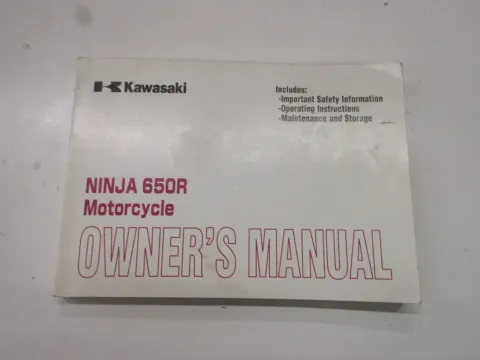 Kawasaki
Includes:
-Important Safety Information
-Operating Instructions
-Maintenance and Storage
NINJA 650R
Motorcycle
OWNER'S MANUAL